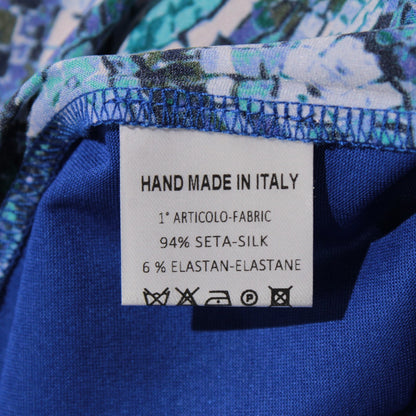 HAND MADE IN ITALY
1° ARTICOLO-FABRIC
94% SETA-SILK
6 % ELASTAN-ELASTANE